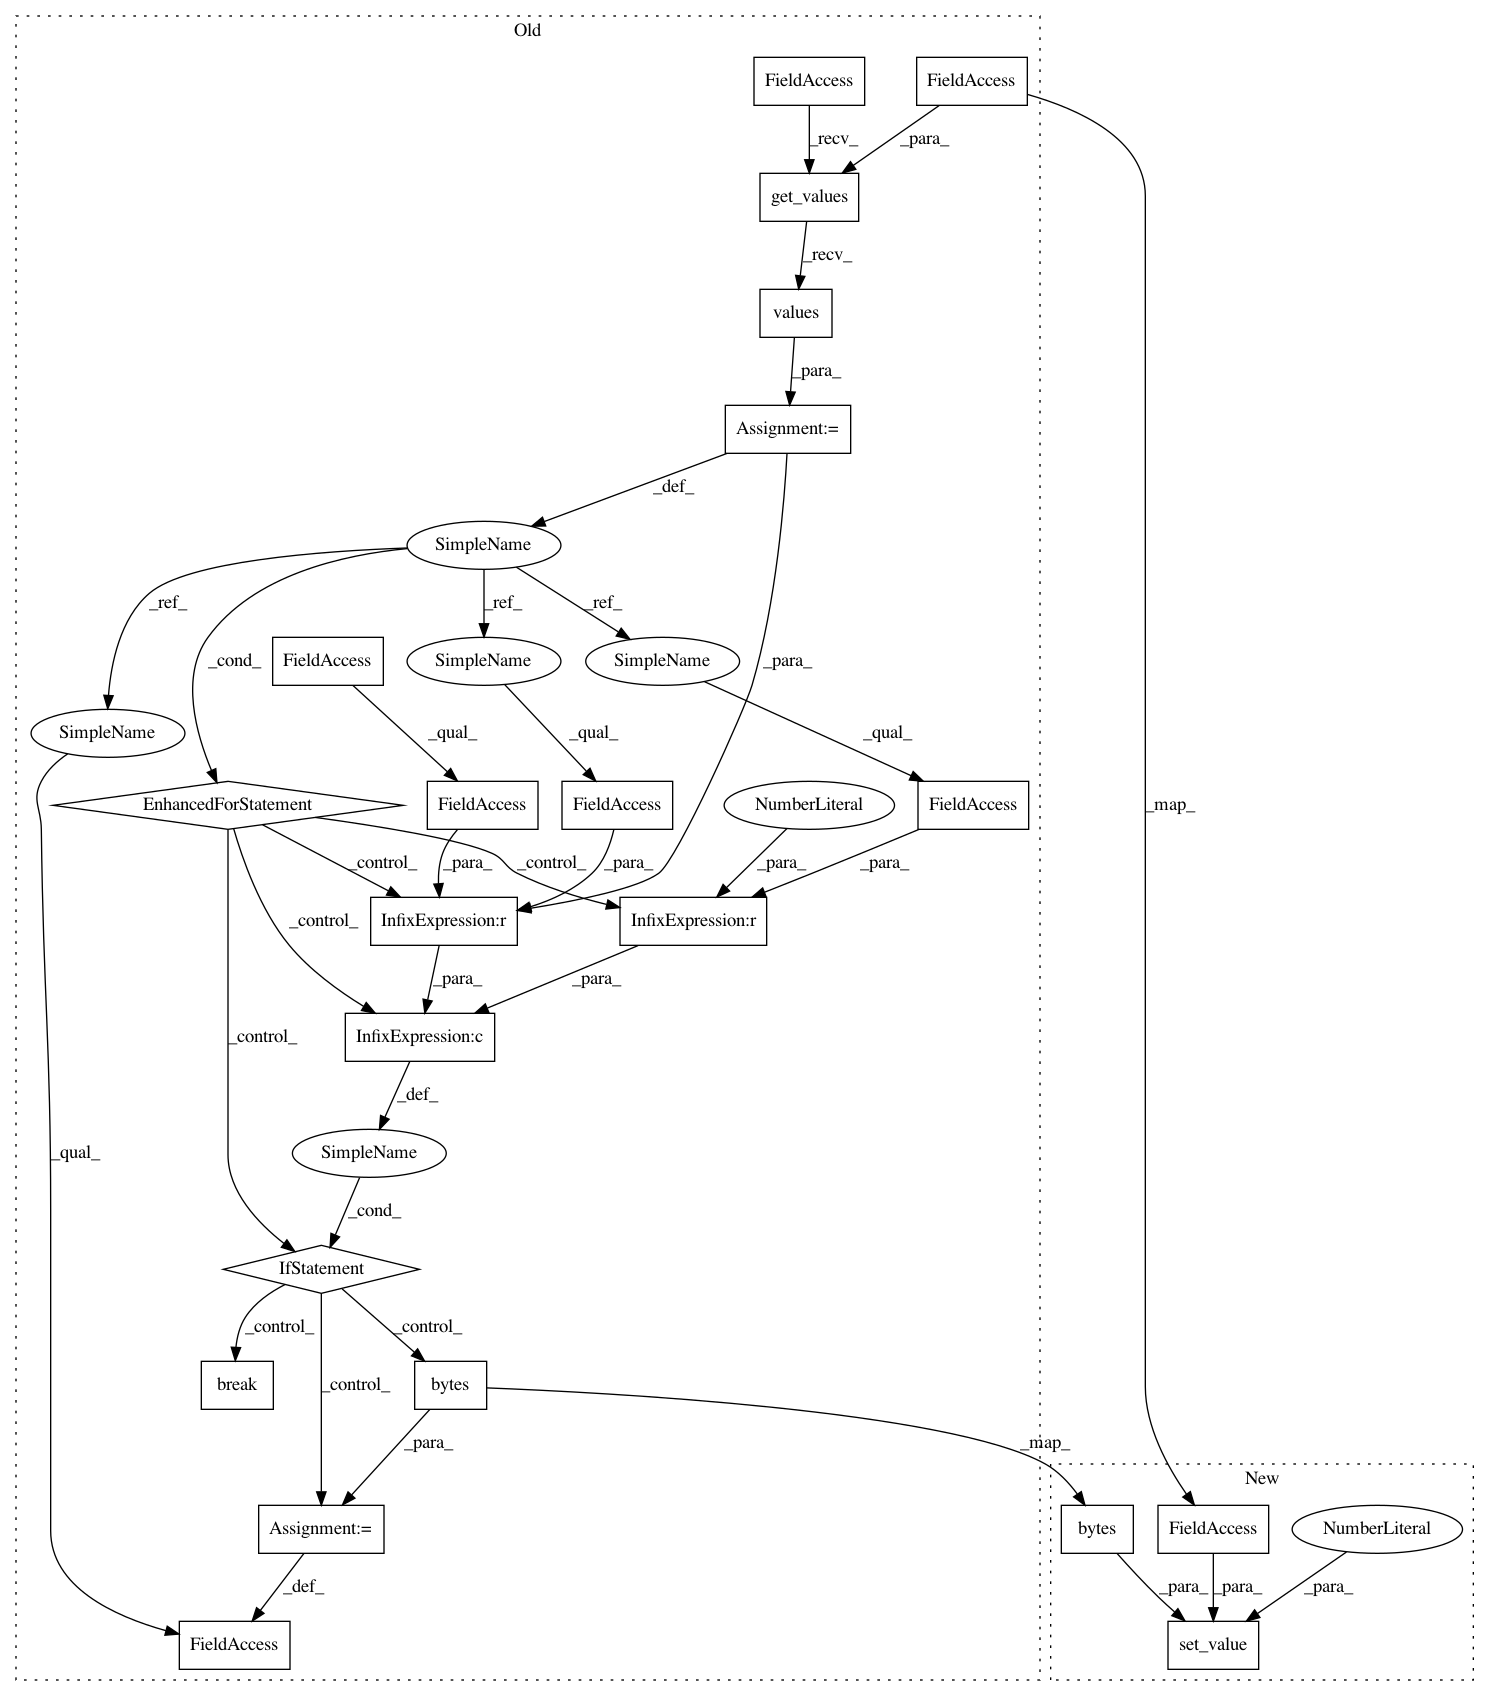 Old
FieldAccess
FieldAccess
_recv_
_para_
get_values
_recv_
values
_para_
Assignment:=
_def_
SimpleName
_ref_
_ref_
_ref_
_cond_
FieldAccess
SimpleName
SimpleName
_para_
SimpleName
_qual_
_qual_
_qual_
EnhancedForStatement
FieldAccess
FieldAccess
NumberLiteral
FieldAccess
_map_
_control_
_para_
_control_
_para_
_para_
_para_
InfixExpression:r
InfixExpression:r
_control_
_para_
_para_
InfixExpression:c
_control_
_def_
_qual_
SimpleName
_cond_
IfStatement
_control_
_control_
break
_control_
bytes
_para_
_map_
New
Assignment:=
bytes
FieldAccess
NumberLiteral
_def_
_para_
_para_
_para_
FieldAccess
set_value